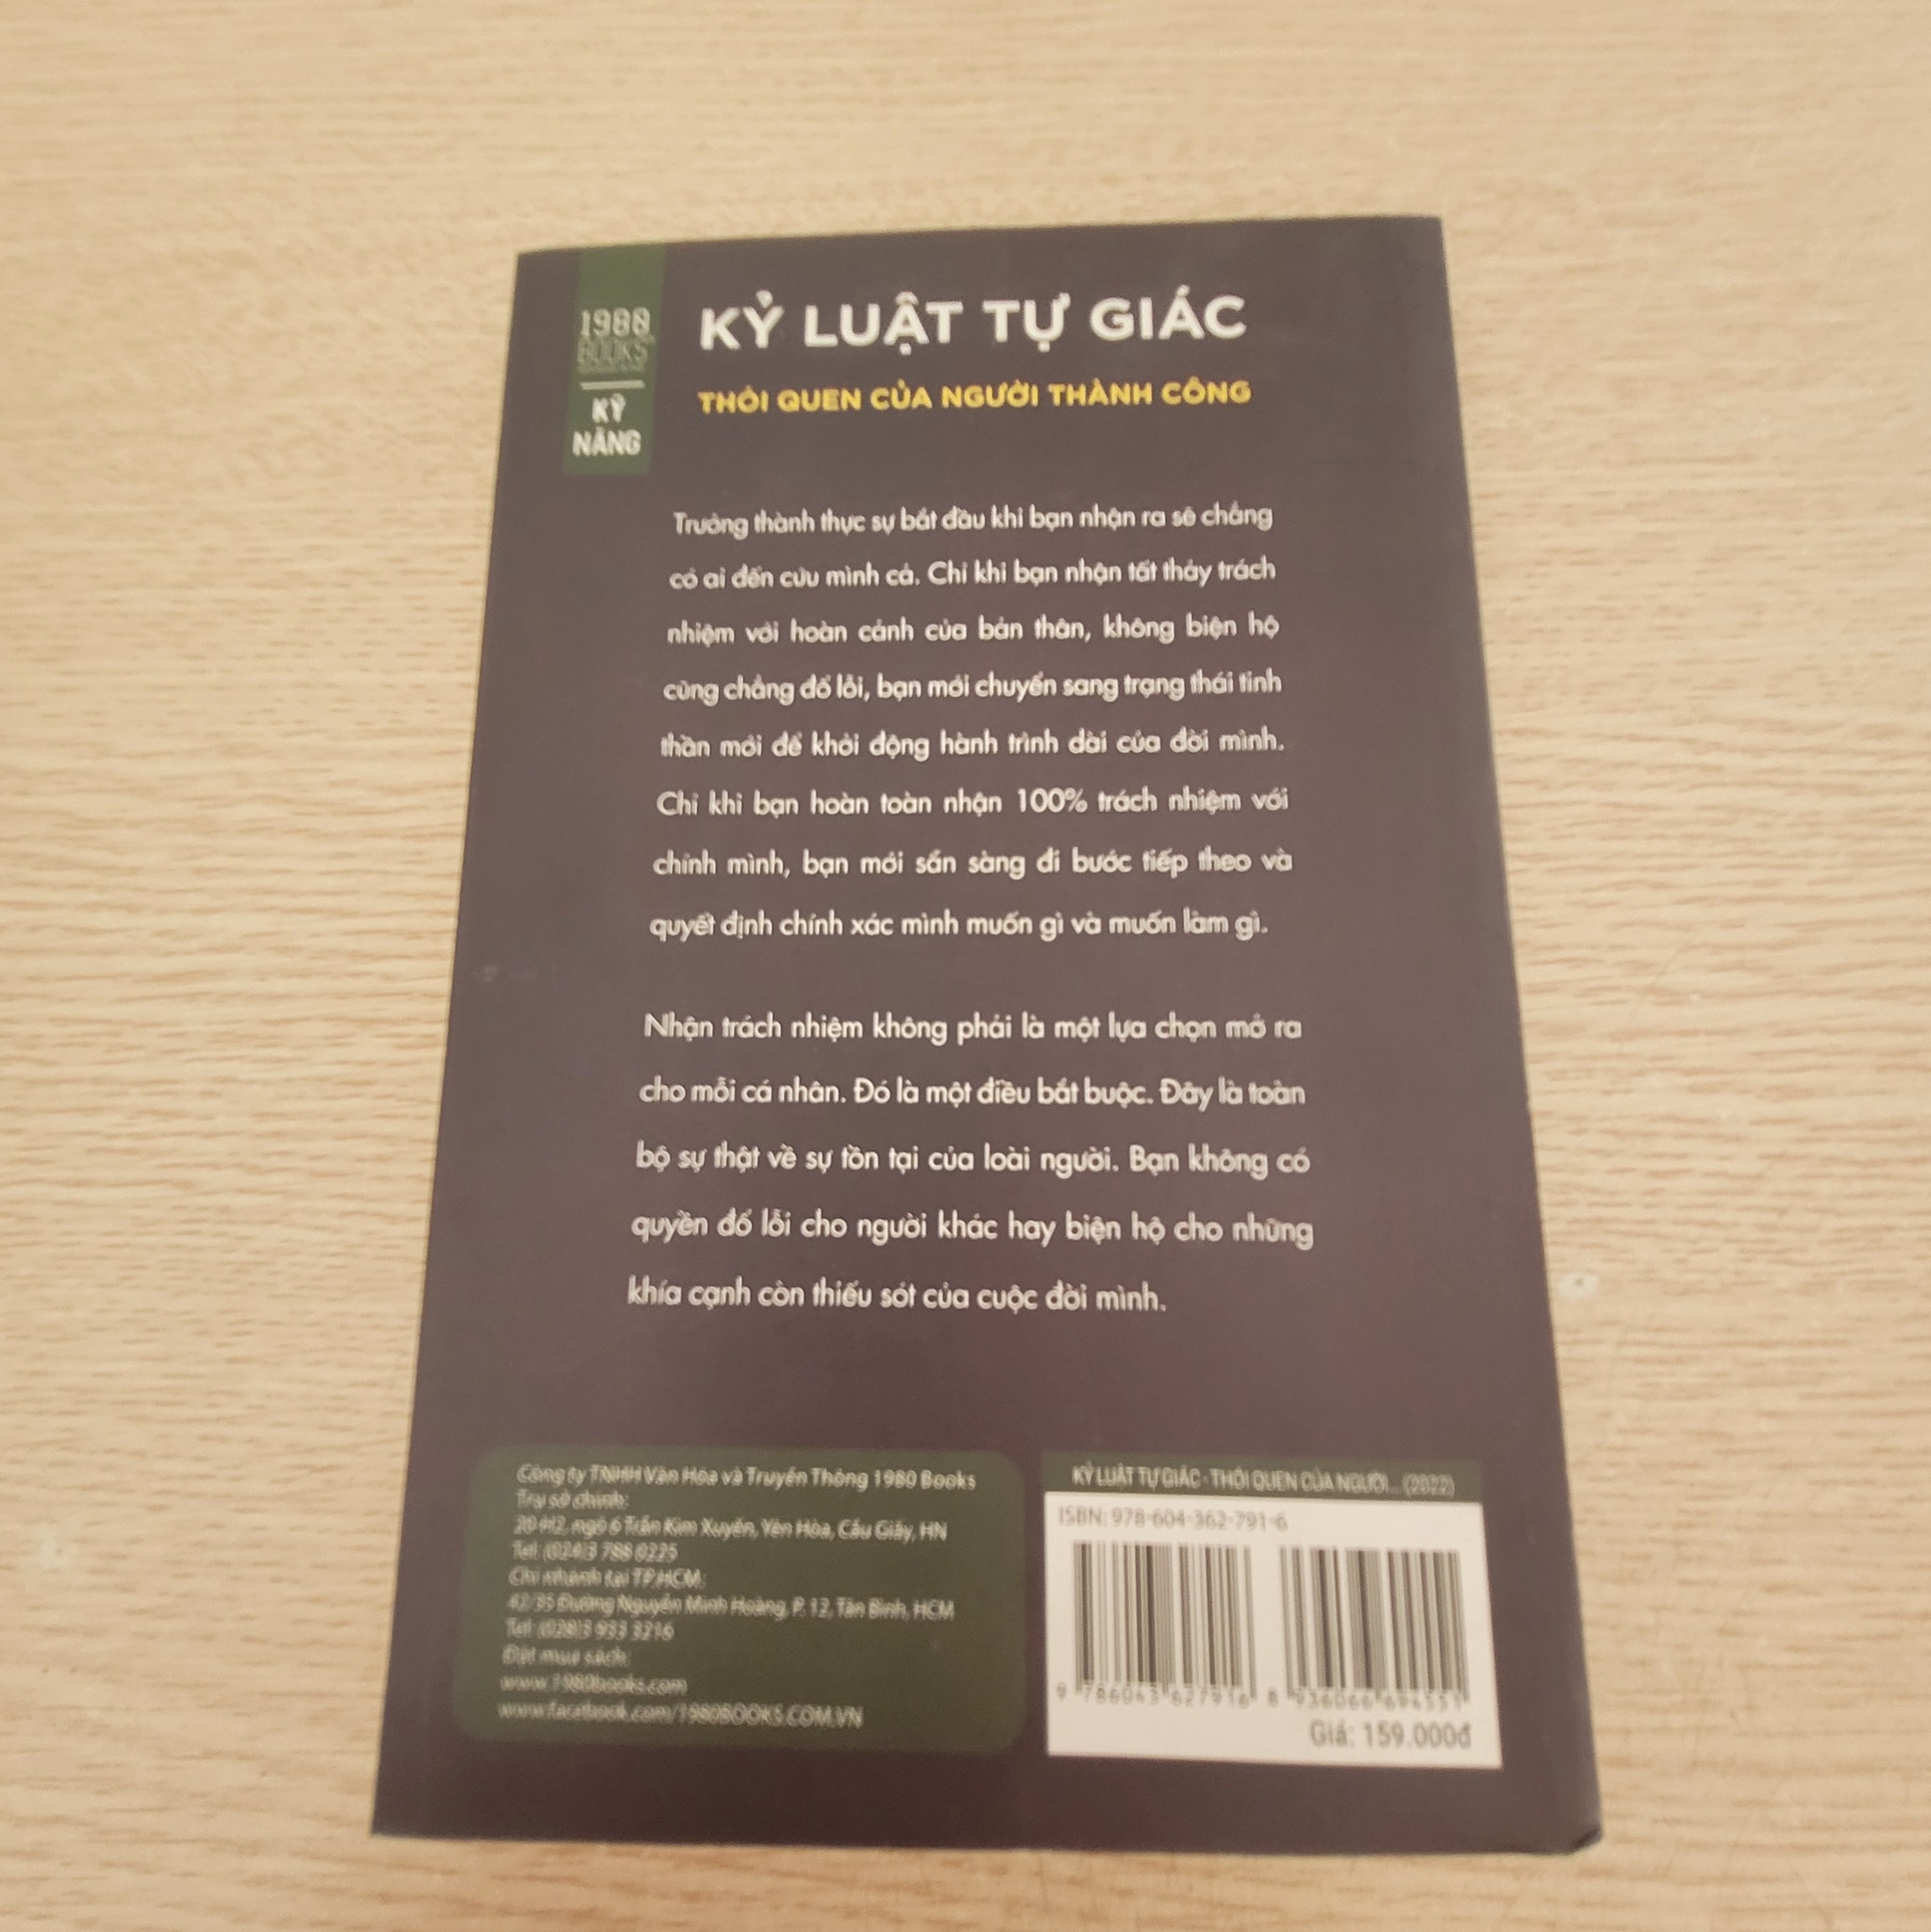 1980
BOOKS
KỸ
NĂNG
KỶ LUẬT TỰ GIÁC
THÓI QUEN CỦA NGƯỜI THÀNH CÔNG
Trưởng thành thực sự bắt đầu khi bạn nhận ra sẽ chẳng
có ai đến cứu mình cả. Chỉ khi bạn nhận tất thảy trách
nhiệm với hoàn cảnh của bản thân, không biện hộ
cũng chẳng đổ lỗi, bạn mới chuyển sang trạng thái tinh
thần mới để khởi động hành trình dài của đời mình.
Chỉ khi bạn hoàn toàn nhận 100% trách nhiệm với
chính mình, bạn mới sẵn sàng đi bước tiếp theo và
quyết định chính xác mình muốn gì và muốn làm gì.
Nhận trách nhiệm không phải là một lựa chọn mở ra
cho mỗi cá nhân. Đó là một điều bắt buộc. Đây là toàn
bộ sự thật về sự tồn tại của loài người. Bạn không có
quyền đổ lỗi cho người khác hay biện hộ cho những
khía cạnh còn thiếu sót của cuộc đời mình.
Công ty TNHH Văn Hóa và Truyền Thông 1980 Books
Trụ sở chính:
20-H2, ngõ 6 Trần Kim Xuyến, Yên Hòa, Cầu Giấy, HN
Tel: (024)3 788 0225
Chi nhánh tại TP.HCM:
42/35 Đường Nguyễn Minh Hoàng, P. 12, Tân Bình, HCM
Tel: (028)3 933 3216
Đặt mua sách:
www.1980books.com
www.facebook.com/1980BOOKS.COM.VN
KỶ LUẬT TỰ GIÁC - THÓI QUEN CỦA NGƯỜI... (2022)
ISBN: 978-604-362-791-6
9 786043 627916 8 936066 694551
Giá: 159.000đ